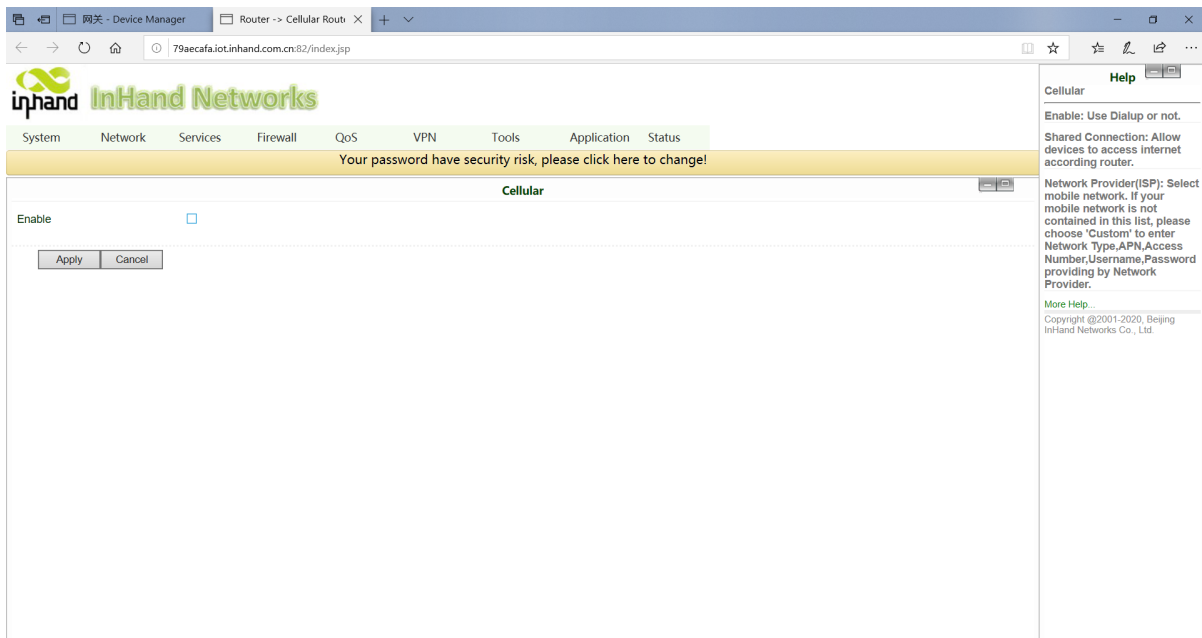 网关 - Device Manager
Router -> Cellular Route
79aecafa.iot.inhand.com.cn:82/index.jsp
inhand InHand Networks
System Network Services Firewall QoS VPN Tools Application Status
Your password have security risk, please click here to change!
Cellular
Enable
Apply Cancel
Help
Cellular
Enable: Use Dialup or not.
Shared Connection: Allow
devices to access internet
according router.
Network Provider(ISP): Select
mobile network. If your
mobile network is not
contained in this list, please
choose 'Custom' to enter
Network Type,APN,Access
Number,Username,Password
providing by Network
Provider.
More Help...
Copyright @2001-2020, Beijing
InHand Networks Co., Ltd.